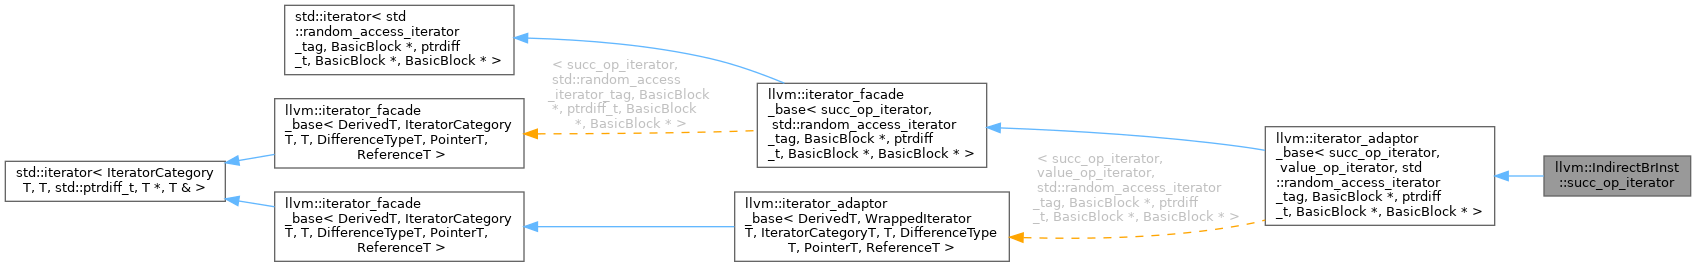 std::iterator< std
::random_access_iterator
_tag, BasicBlock *, ptrdiff
_t, BasicBlock *, BasicBlock * >
< succ_op_iterator,
std::random_access
_iterator_tag, BasicBlock
*, ptrdiff_t, BasicBlock
*, BasicBlock * >
llvm::iterator_facade
_base< DerivedT, IteratorCategory
T, T, DifferenceTypeT, PointerT,
ReferenceT >
std::iterator< IteratorCategory
T, T, std::ptrdiff_t, T *, T & >
llvm::iterator_facade
_base< DerivedT, IteratorCategory
T, T, DifferenceTypeT, PointerT,
ReferenceT >
llvm::iterator_facade
_base< succ_op_iterator,
std::random_access_iterator
_tag, BasicBlock *, ptrdiff
_t, BasicBlock *, BasicBlock * >
llvm::iterator_adaptor
_base< DerivedT, WrappedIterator
T, IteratorCategoryT, T, DifferenceType
T, PointerT, ReferenceT >
< succ_op_iterator,
value_op_iterator,
std::random_access_iterator
_tag, BasicBlock *, ptrdiff
_t, BasicBlock *, BasicBlock * >
llvm::iterator_adaptor
_base< succ_op_iterator,
value_op_iterator, std
::random_access_iterator
_tag, BasicBlock *, ptrdiff
_t, BasicBlock *, BasicBlock * >
llvm::IndirectBrInst
::succ_op_iterator